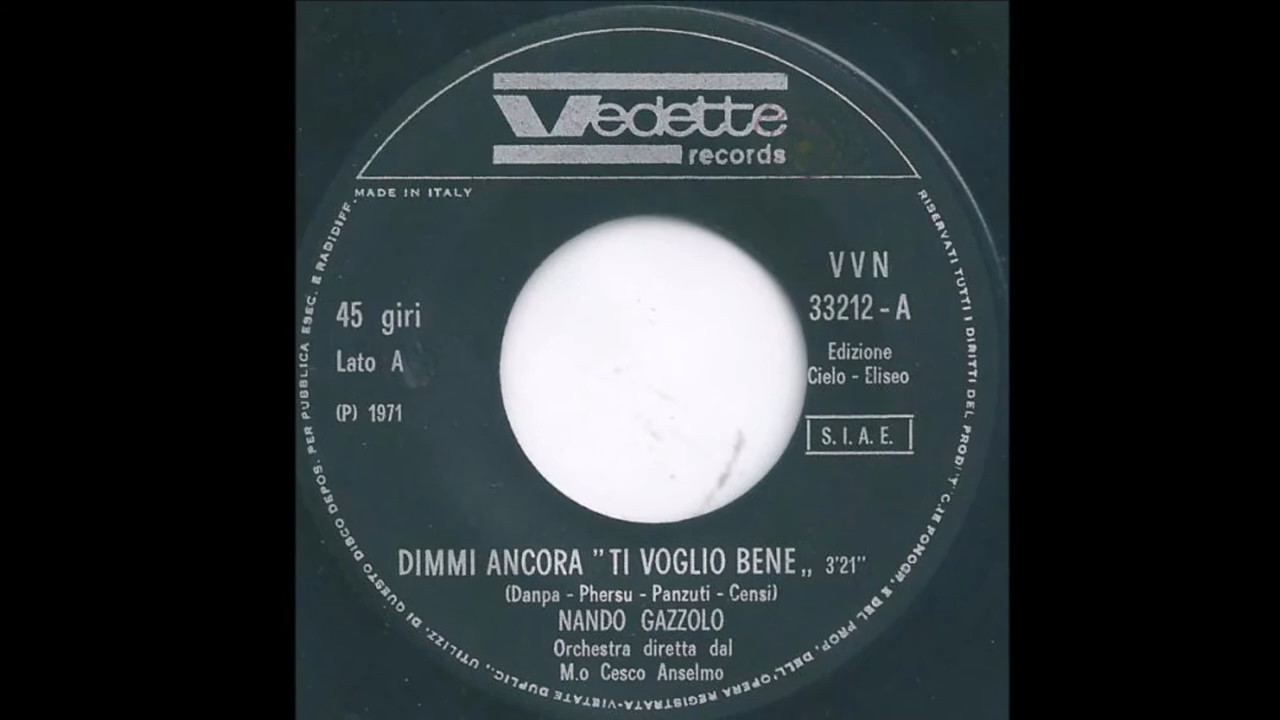 Vedette
records
MADE IN ITALY
RISERVATI TUTTI I DIRITTI DEL PROD
FONOGR. E DEL PROP. DELL'OPERA REGISTRATA-VIETATE DUPLIC., UTILIZZ. DI QUESTO DISCO DEPOS. PER PUBBLICA ESEC. E RADIDIFF.
45 giri
Lato A
(P) 1971
VVN
33212-A
Edizione
Cielo - Eliseo
S. I. A. E.
DIMMI ANCORA "TI VOGLIO BENE„ 3'21"
(Danpa - Phersu - Panzuti - Censi)
NANDO GAZZOLO
Orchestra diretta dal
M.o Cesco Anselmo